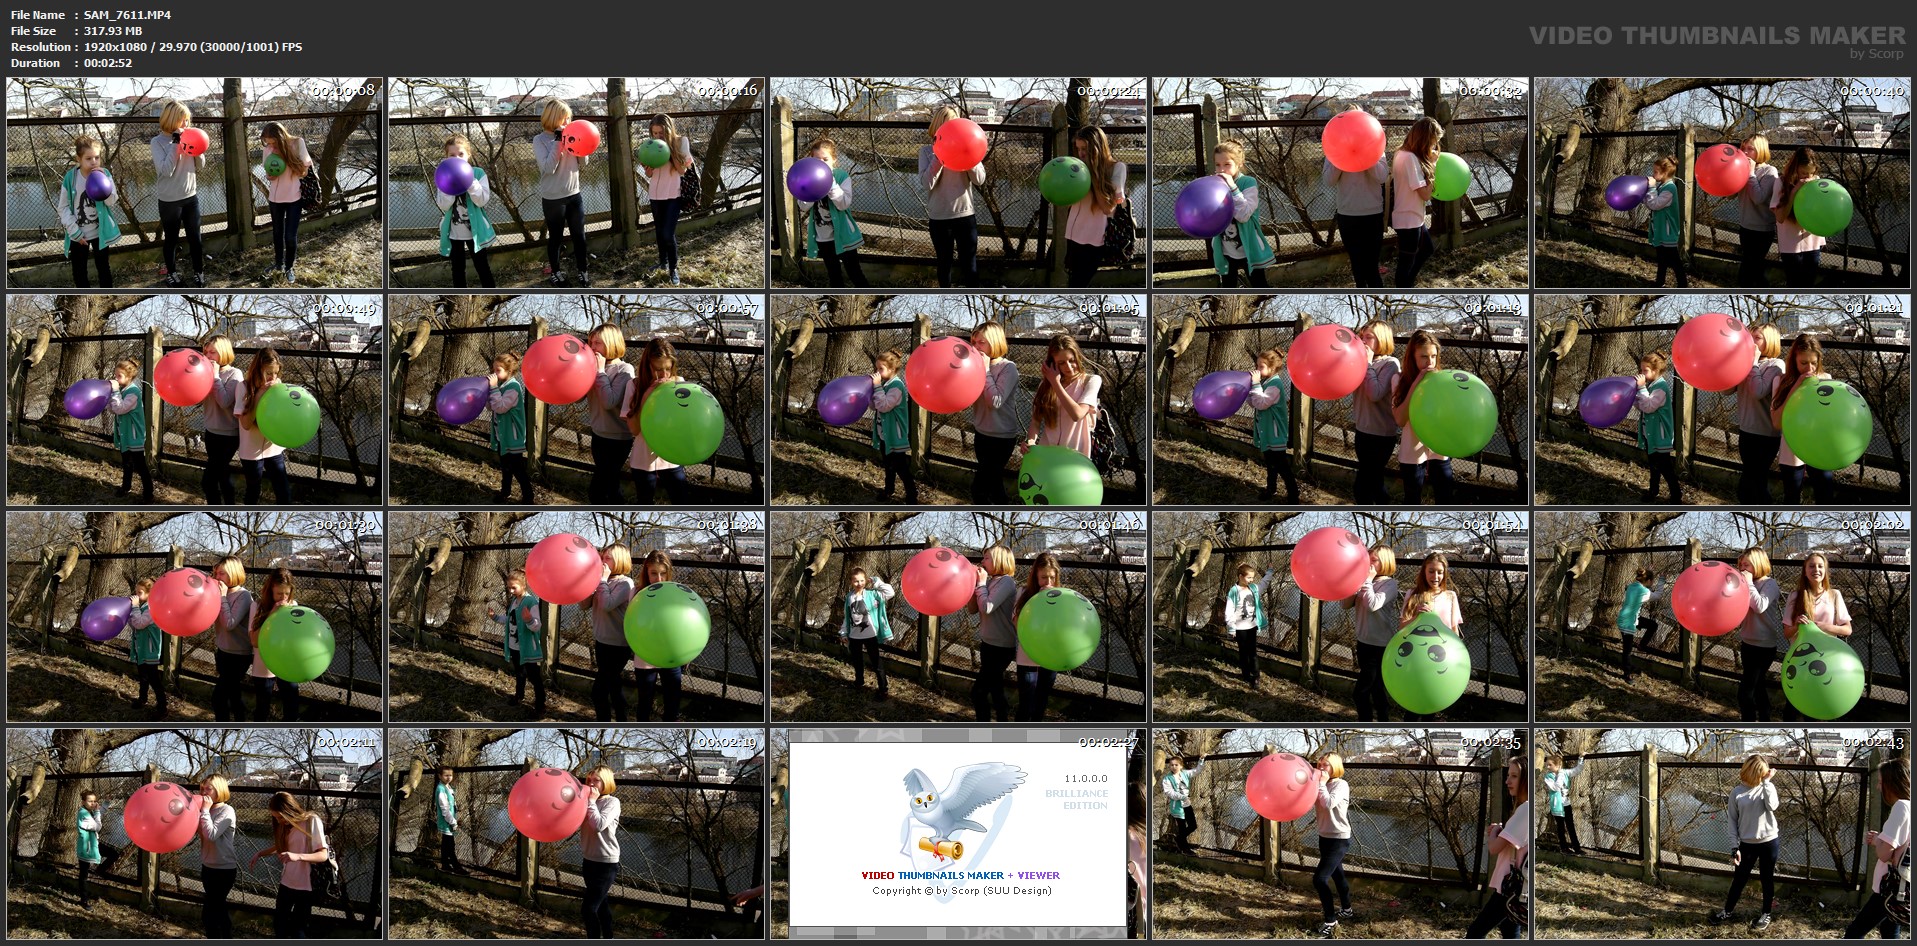 File Name : SAM_7611.MP4
File Size : 317.93 MB
Resolution : 1920x1080 / 29.970 (30000/1001) FPS
Duration : 00:02:52
VIDEO THUMBNAILS MAKER
by Scorp
00:00:08
00:00:16
00:00:24
00:00:32
00:00:40
00:00:49
00:00:57
00:01:05
00:01:13
00:01:21
00:01:30
00:01:38
00:01:46
00:01:54
00:02:02
00:02:11
00:02:19
00:02:27
11.0.0.0
BRILLIANCE
EDITION
VIDEO THUMBNAILS MAKER + VIEWER
Copyright © by Scorp (SUU Design)
00:02:35
00:02:43